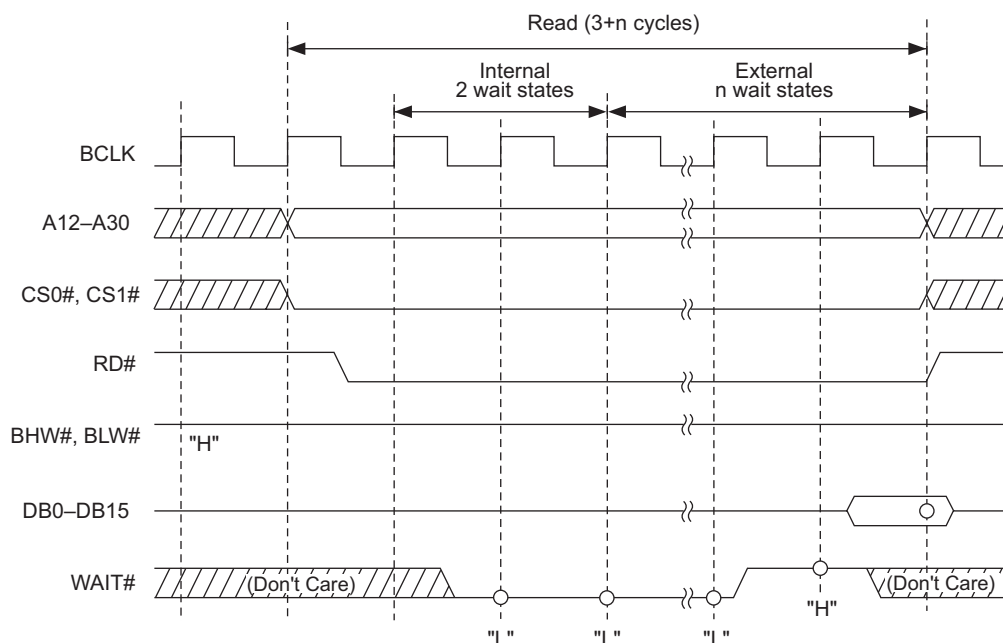 Read (3+n cycles)
Internal
2 wait states
External
n wait states
BCLK
A12–A30
CS0#, CS1#
RD#
BHW#, BLW#
"H"
DB0–DB15
WAIT#
(Don't Care)
(Don't Care)
"H"
"L" "L" "L"